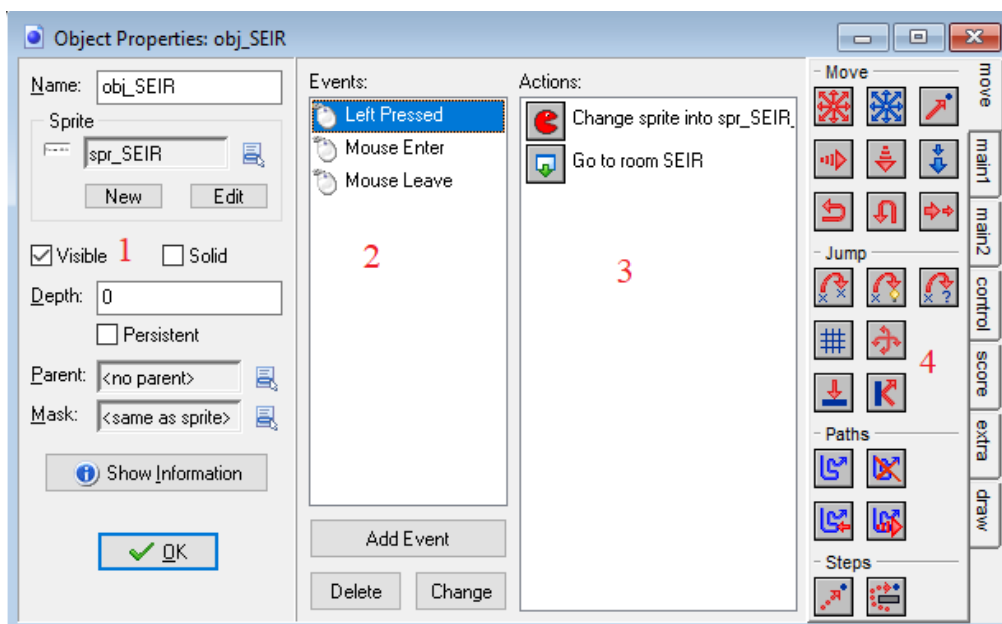 Object Properties: obj_SEIR
Name: obj_SEIR
Sprite
spr_SEIR
New Edit
Visible 1 Solid
Depth: 0
Persistent
Parent: <no parent>
Mask: <same as sprite>
Show Information
OK
Events:
Left Pressed
Mouse Enter
Mouse Leave
2
Add Event
Delete Change
Actions:
Change sprite into spr_SEIR_
Go to room SEIR
3
Move
Jump
4
Paths
Steps
move
main1
main2
control
score
extra
draw